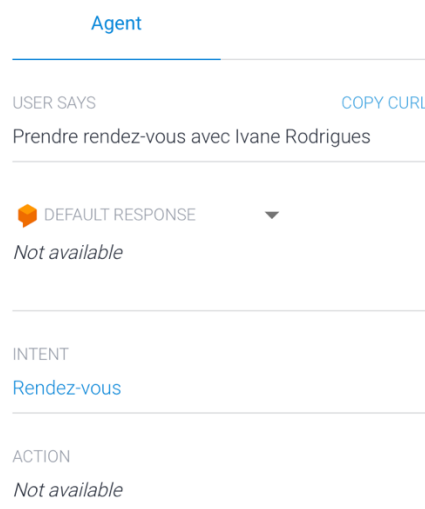 Agent
USER SAYS COPY CURL
Prendre rendez-vous avec Ivane Rodrigues
DEFAULT RESPONSE
Not available
INTENT
Rendez-vous
ACTION
Not available